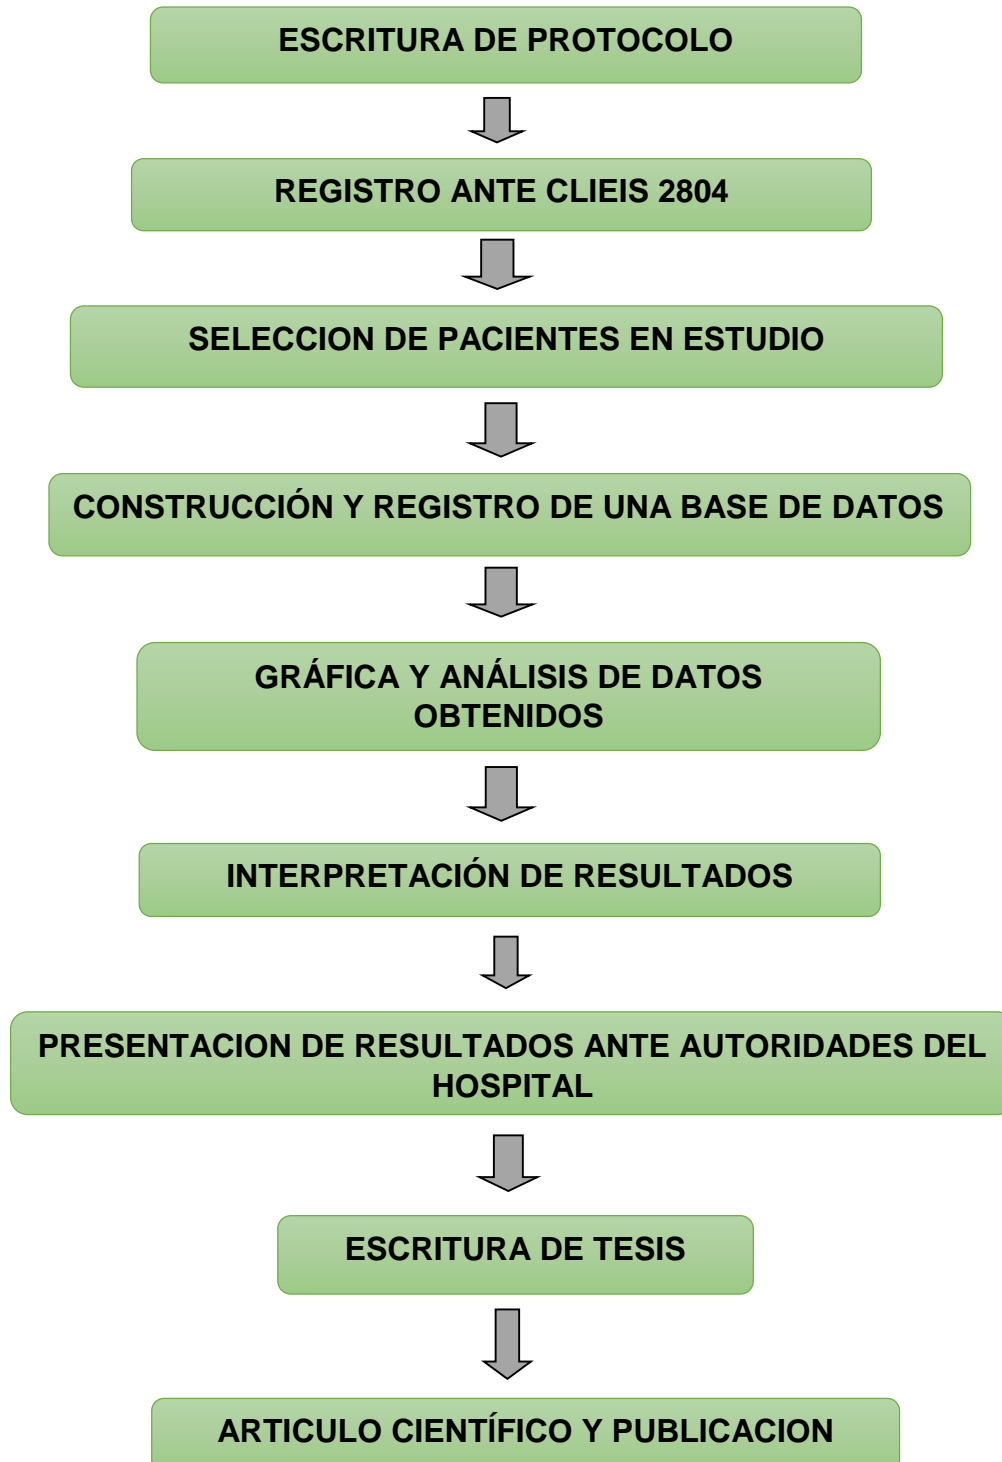 ESCRITURA DE PROTOCOLO
REGISTRO ANTE CLIEIS 2804
SELECCION DE PACIENTES EN ESTUDIO
CONSTRUCCIÓN Y REGISTRO DE UNA BASE DE DATOS
GRÁFICA Y ANÁLISIS DE DATOS
OBTENIDOS
INTERPRETACIÓN DE RESULTADOS
PRESENTACION DE RESULTADOS ANTE AUTORIDADES DEL
HOSPITAL
ESCRITURA DE TESIS
ARTICULO CIENTÍFICO Y PUBLICACION